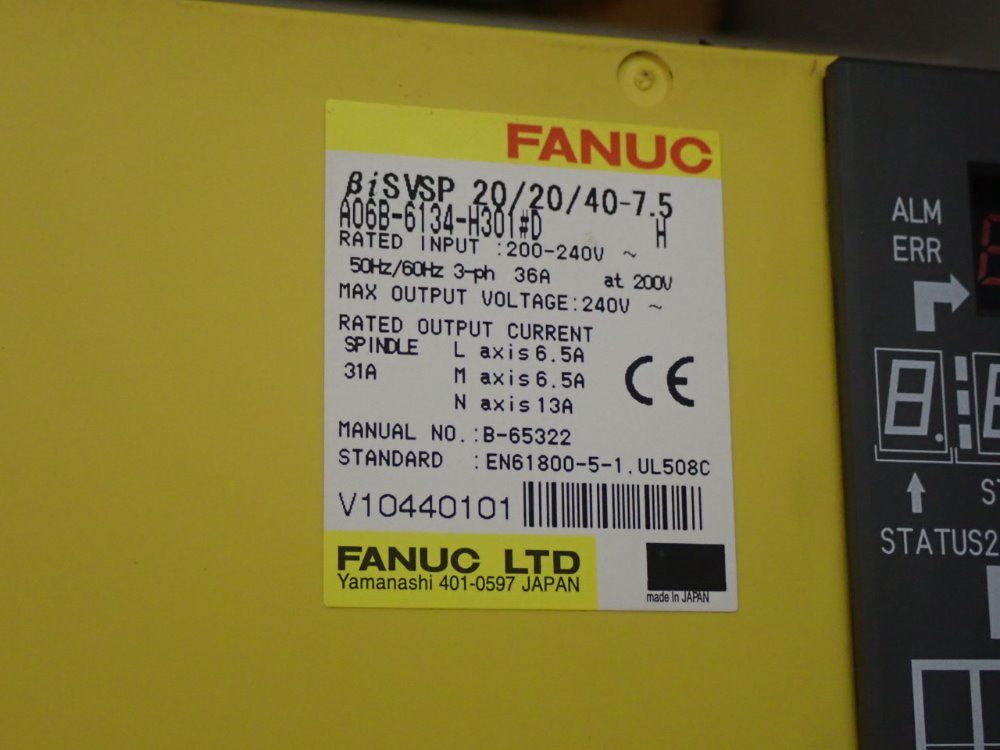 FANUC
βiSVSP 20/20/40-7.5
A06B-6134-H301#D H
RATED INPUT :200-240V ~
50Hz/60Hz 3-ph 36A at 200V
MAX OUTPUT VOLTAGE:240V ~
RATED OUTPUT CURRENT
SPINDLE L axis 6.5A
31A M axis 6.5A
N axis 13A
CE
MANUAL NO.:B-65322
STANDARD :EN61800-5-1,UL508C
V10440101
FANUC LTD
Yamanashi 401-0597 JAPAN
made in JAPAN
ALM
ERR
STATUS2